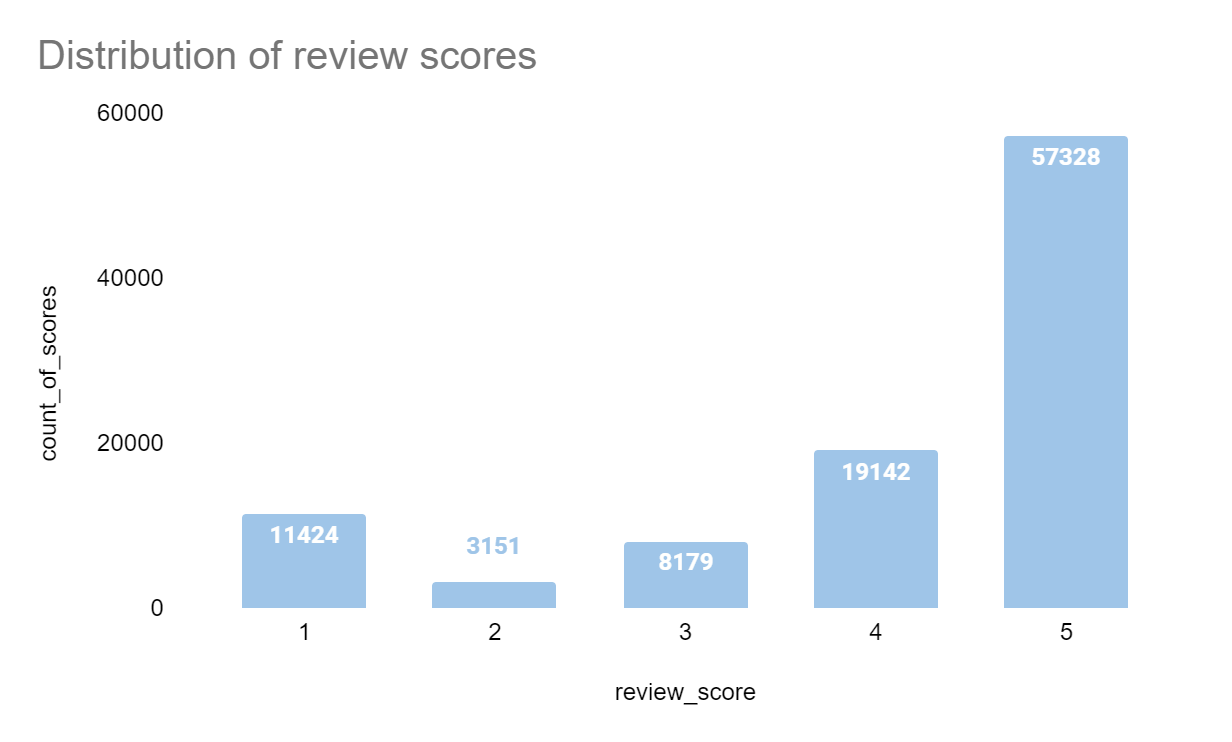 Distribution of review scores
60000
40000
20000
0
count_of_scores
11424
3151
8179
19142
57328
1 2 3 4 5
review_score